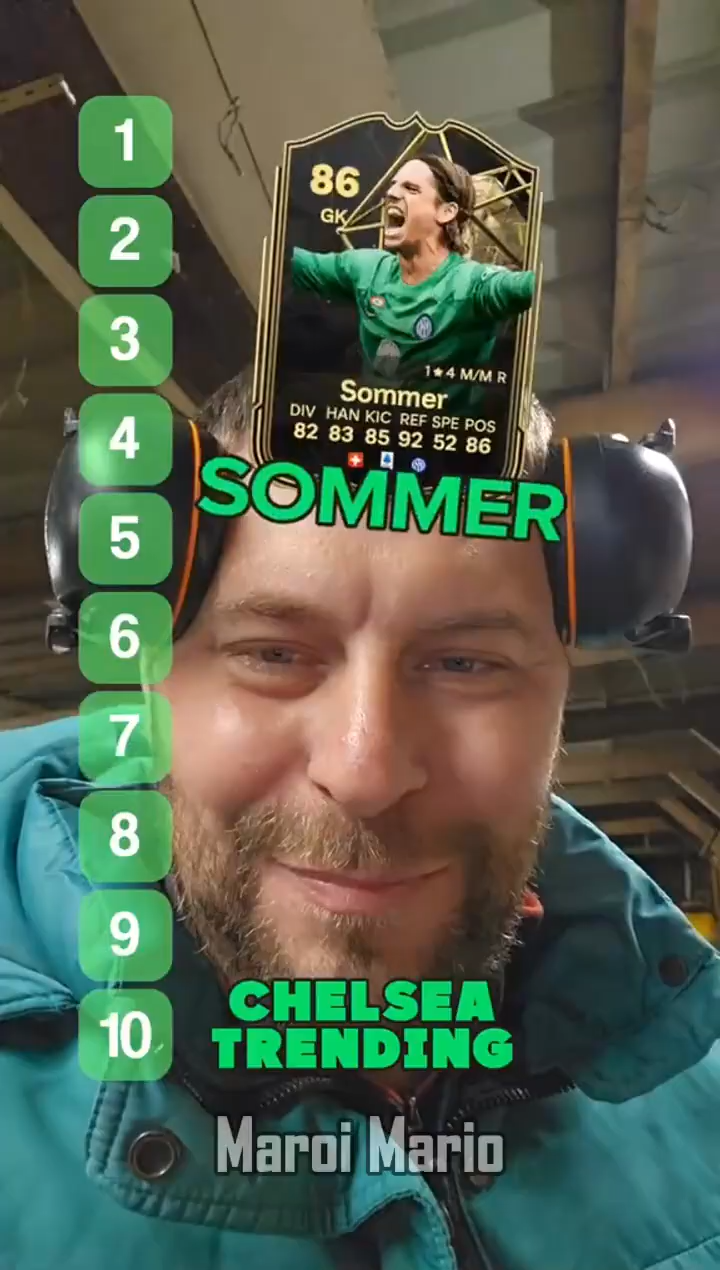 1
2
3
4
5
6
7
8
9
10
86
GK
1★4 M/M R
Sommer
DIV HAN KIC REF SPE POS
82 83 85 92 52 86
SOMMER
CHELSEA
TRENDING
Maroi Mario